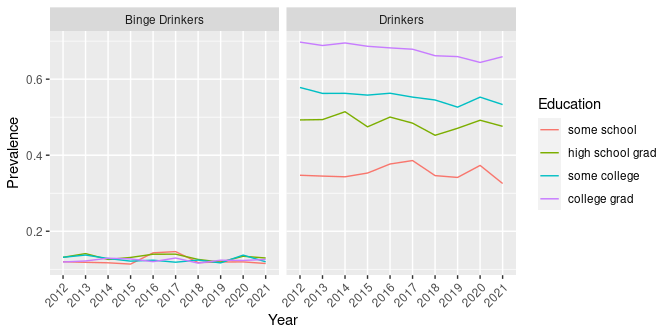 Binge Drinkers
Drinkers
Prevalence
0.6
0.4
0.2
2012 2013 2014 2015 2016 2017 2018 2019 2020 2021
2012 2013 2014 2015 2016 2017 2018 2019 2020 2021
Year
Education
some school
high school grad
some college
college grad